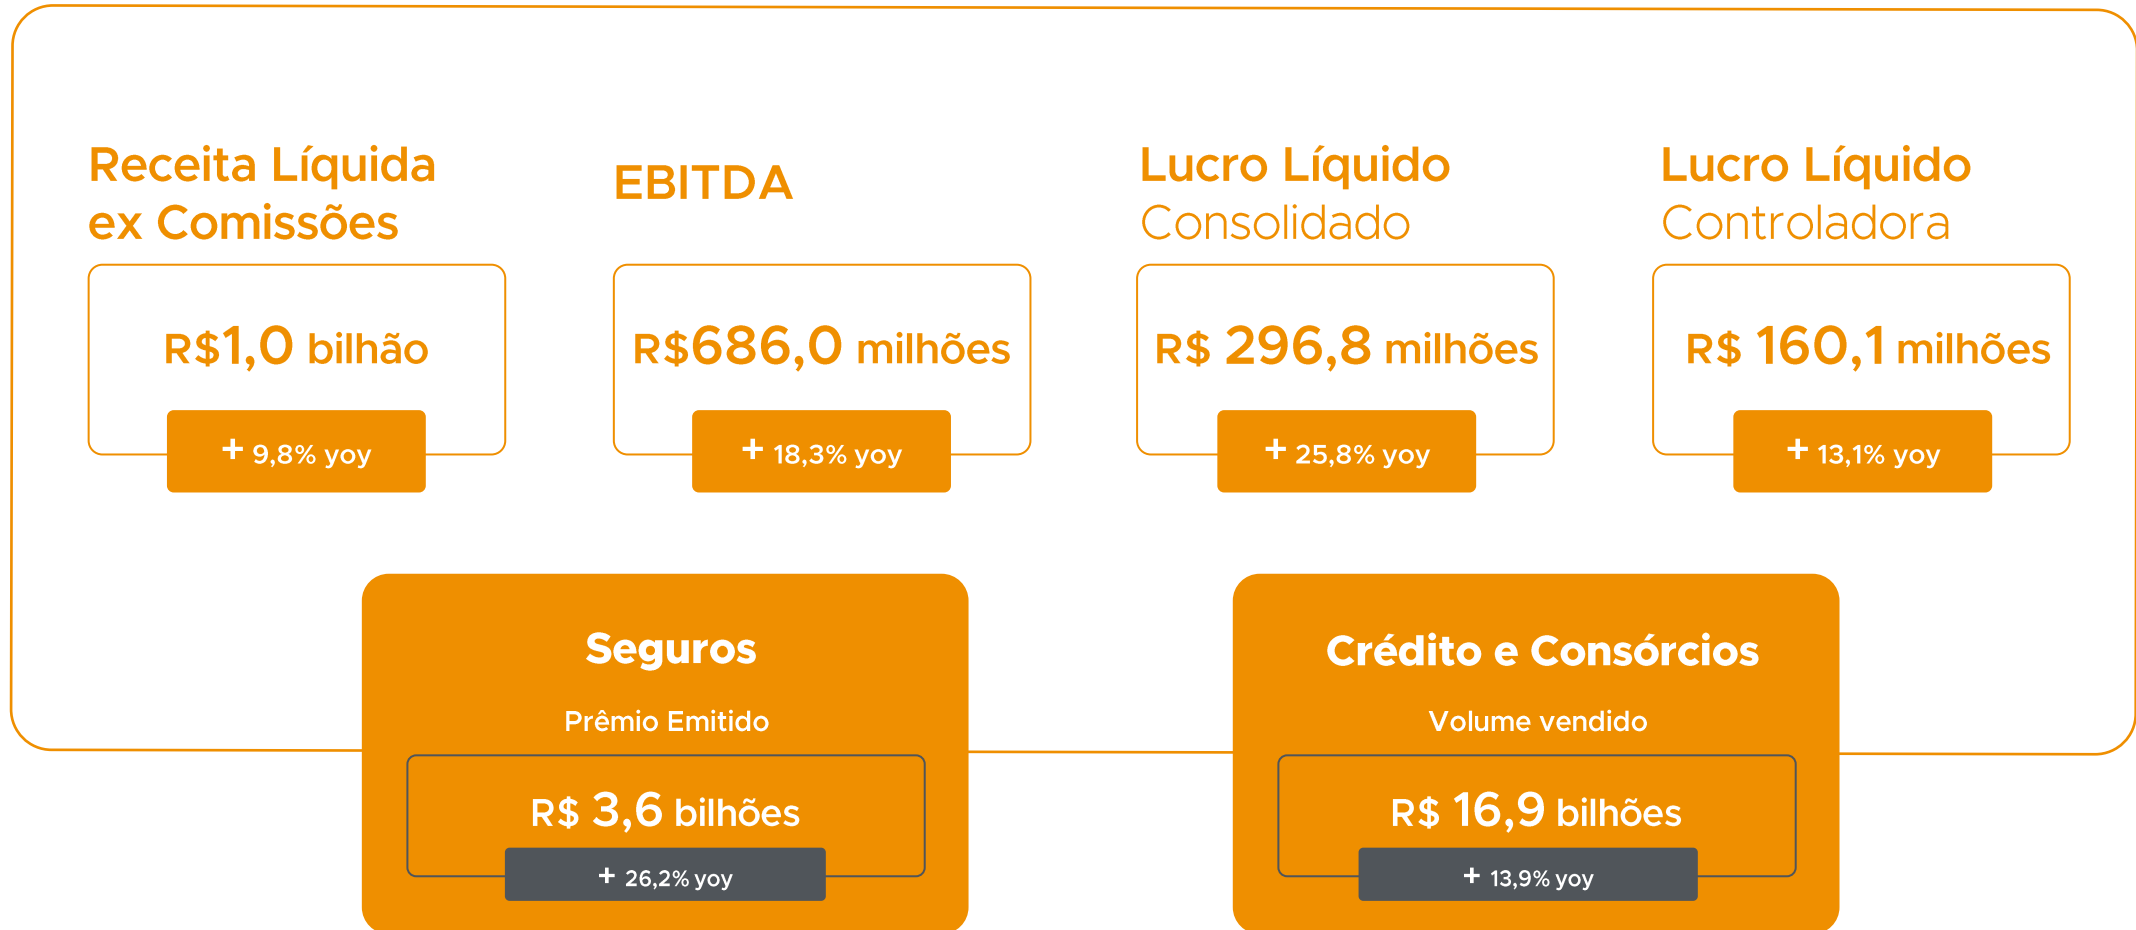 Receita Líquida
ex Comissões
R$1,0 bilhão
+ 9,8% yoy
EBITDA
R$686,0 milhões
+ 18,3% yoy
Lucro Líquido
Consolidado
R$ 296,8 milhões
+ 25,8% yoy
Lucro Líquido
Controladora
R$ 160,1 milhões
+ 13,1% yoy
Seguros
Prêmio Emitido
R$ 3,6 bilhões
+ 26,2% yoy
Crédito e Consórcios
Volume vendido
R$ 16,9 bilhões
+ 13,9% yoy